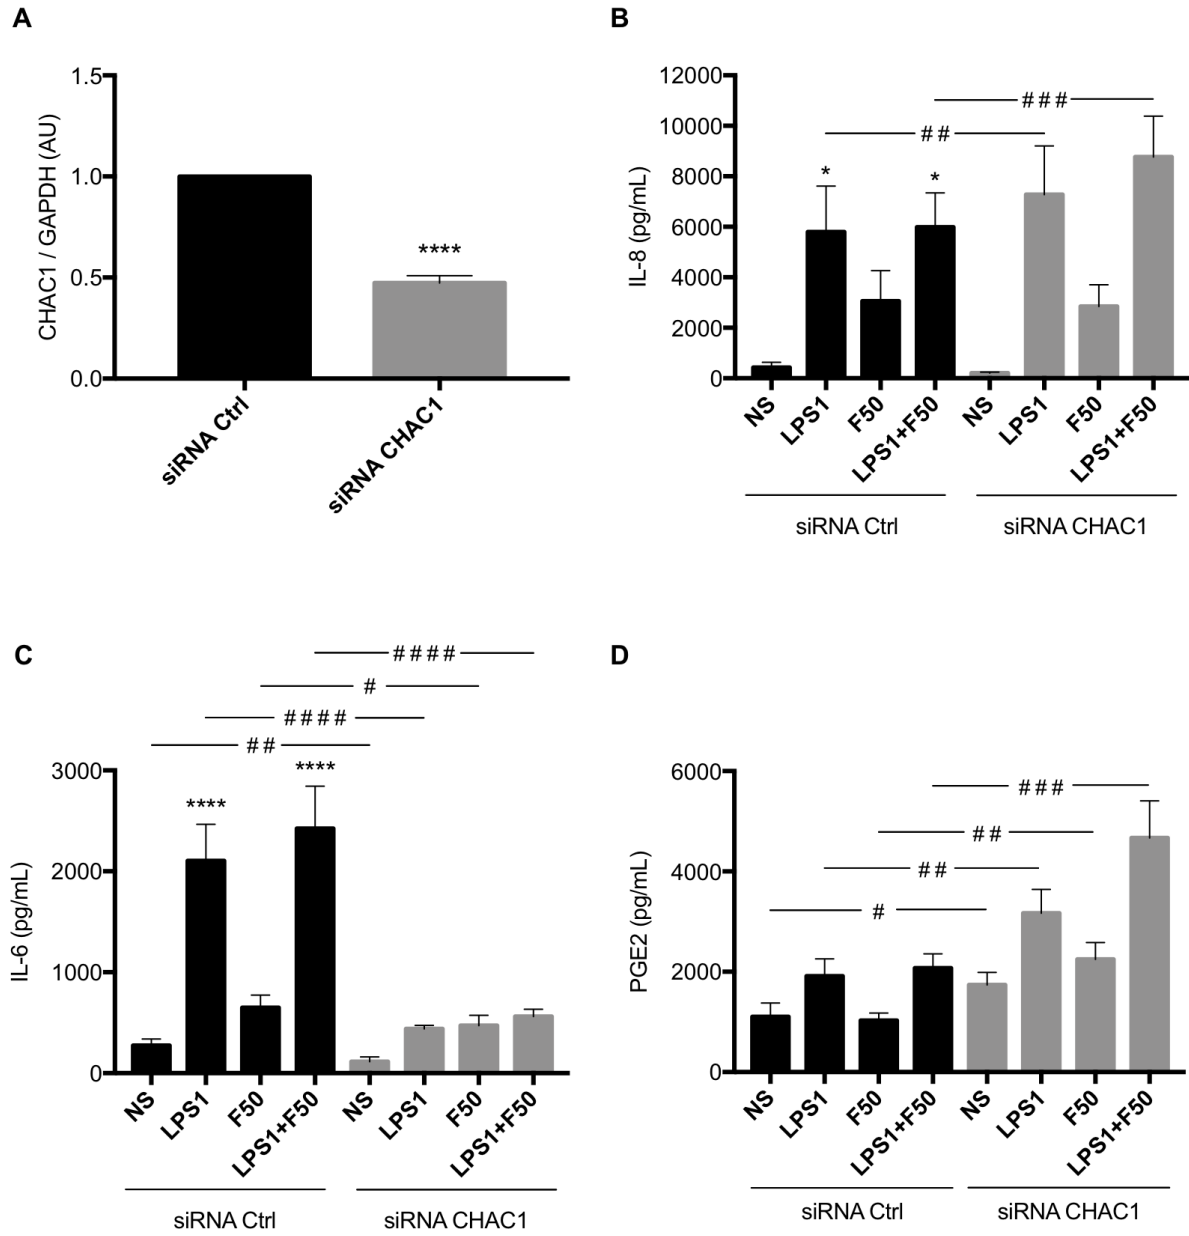 A
CHAC1 / GAPDH (AU)
1.5
1.0
0.5
0.0
****
siRNA Ctrl
siRNA CHAC1
B
IL-8 (pg/mL)
12000
10000
8000
6000
4000
2000
0
###
##
*
*
NS
LPS1
F50
LPS1+F50
NS
LPS1
F50
LPS1+F50
siRNA Ctrl
siRNA CHAC1
C
IL-6 (pg/mL)
####
#
####
##
3000
2000
1000
0
****
****
NS
LPS1
F50
LPS1+F50
NS
LPS1
F50
LPS1+F50
siRNA Ctrl
siRNA CHAC1
D
PGE2 (pg/mL)
6000
4000
2000
0
###
##
##
#
NS
LPS1
F50
LPS1+F50
NS
LPS1
F50
LPS1+F50
siRNA Ctrl
siRNA CHAC1